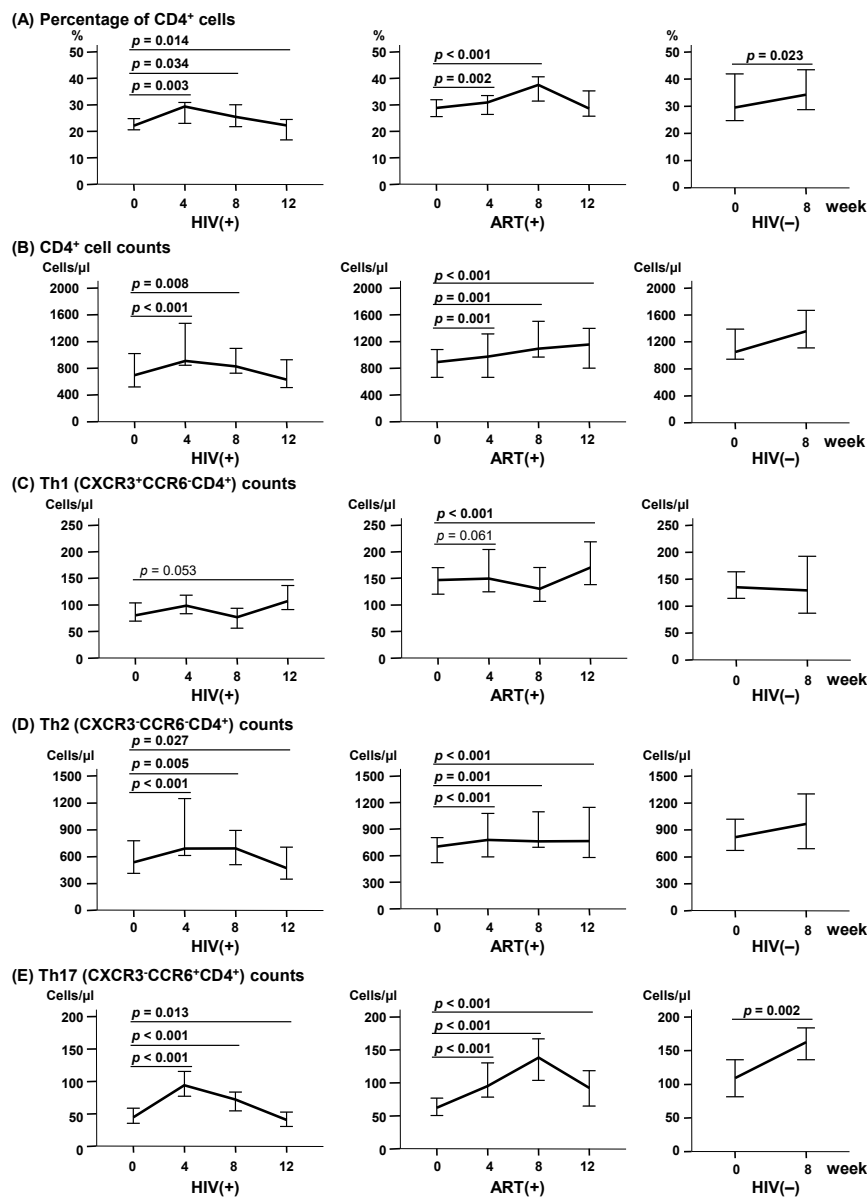 (A) Percentage of CD4⁺ cells
% % %
p = 0.014
p = 0.034
p = 0.003
50
40
30
20
10
0
0 4 8 12
HIV(+)
p < 0.001
p = 0.002
50
40
30
20
10
0
0 4 8 12
ART(+)
p = 0.023
50
40
30
20
10
0
0 8 week
HIV(–)
(B) CD4⁺ cell counts
Cells/µl Cells/µl Cells/µl
p = 0.008
p < 0.001
2000
1600
1200
800
400
0
0 4 8 12
HIV(+)
p < 0.001
p = 0.001
p = 0.001
2000
1600
1200
800
400
0
0 4 8 12
ART(+)
2000
1600
1200
800
400
0
0 8 week
HIV(–)
(C) Th1 (CXCR3⁺CCR6⁻CD4⁺) counts
Cells/µl Cells/µl Cells/µl
p = 0.053
250
200
150
100
50
0
0 4 8 12
HIV(+)
p < 0.001
p = 0.061
250
200
150
100
50
0
0 4 8 12
ART(+)
250
200
150
100
50
0
0 8 week
HIV(–)
(D) Th2 (CXCR3⁻CCR6⁻CD4⁺) counts
Cells/µl Cells/µl Cells/µl
p = 0.027
p = 0.005
p < 0.001
1500
1200
900
600
300
0
0 4 8 12
HIV(+)
p < 0.001
p = 0.001
p < 0.001
1500
1200
900
600
300
0
0 4 8 12
ART(+)
1500
1200
900
600
300
0
0 8 week
HIV(–)
(E) Th17 (CXCR3⁻CCR6⁺CD4⁺) counts
Cells/µl Cells/µl Cells/µl
p = 0.013
p < 0.001
p < 0.001
200
150
100
50
0
0 4 8 12
HIV(+)
p < 0.001
p < 0.001
p < 0.001
200
150
100
50
0
0 4 8 12
ART(+)
p = 0.002
200
150
100
50
0
0 8 week
HIV(–)